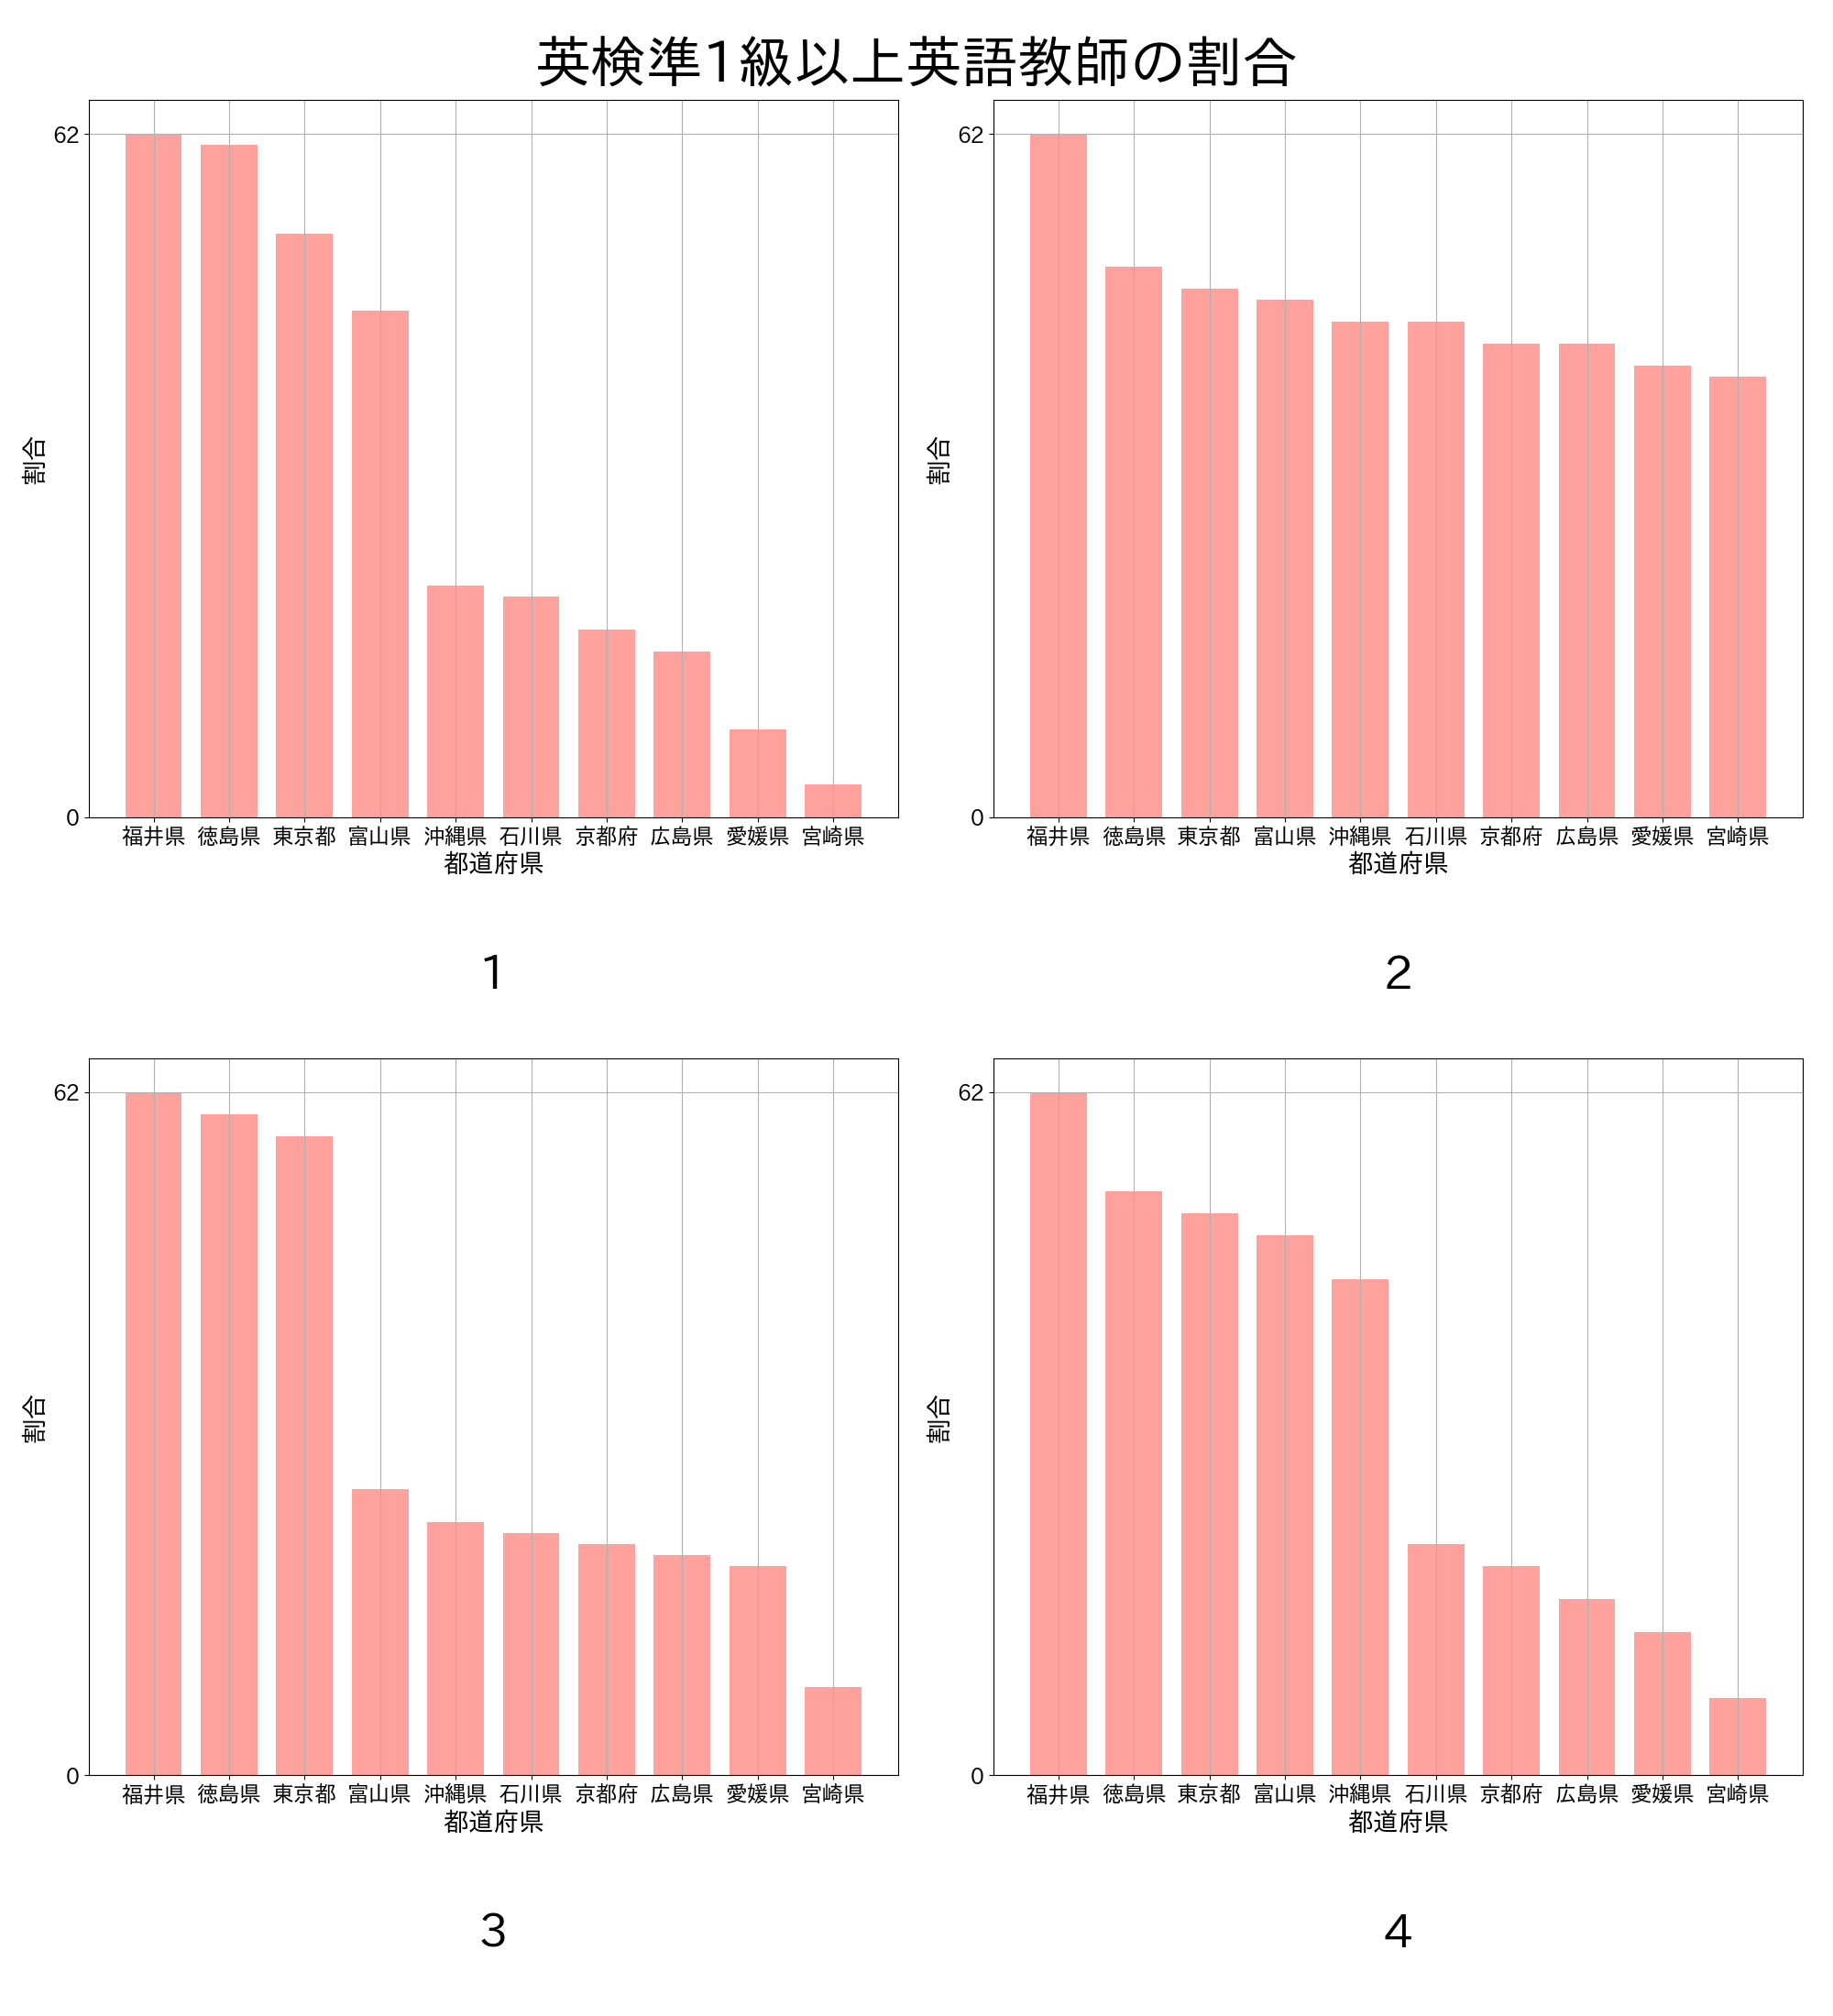 英検準1級以上英語教師の割合
62
0
割合
福井県 徳島県 東京都 富山県 沖縄県 石川県 京都府 広島県 愛媛県 宮崎県
都道府県
1
62
0
割合
福井県 徳島県 東京都 富山県 沖縄県 石川県 京都府 広島県 愛媛県 宮崎県
都道府県
2
62
0
割合
福井県 徳島県 東京都 富山県 沖縄県 石川県 京都府 広島県 愛媛県 宮崎県
都道府県
3
62
0
割合
福井県 徳島県 東京都 富山県 沖縄県 石川県 京都府 広島県 愛媛県 宮崎県
都道府県
4